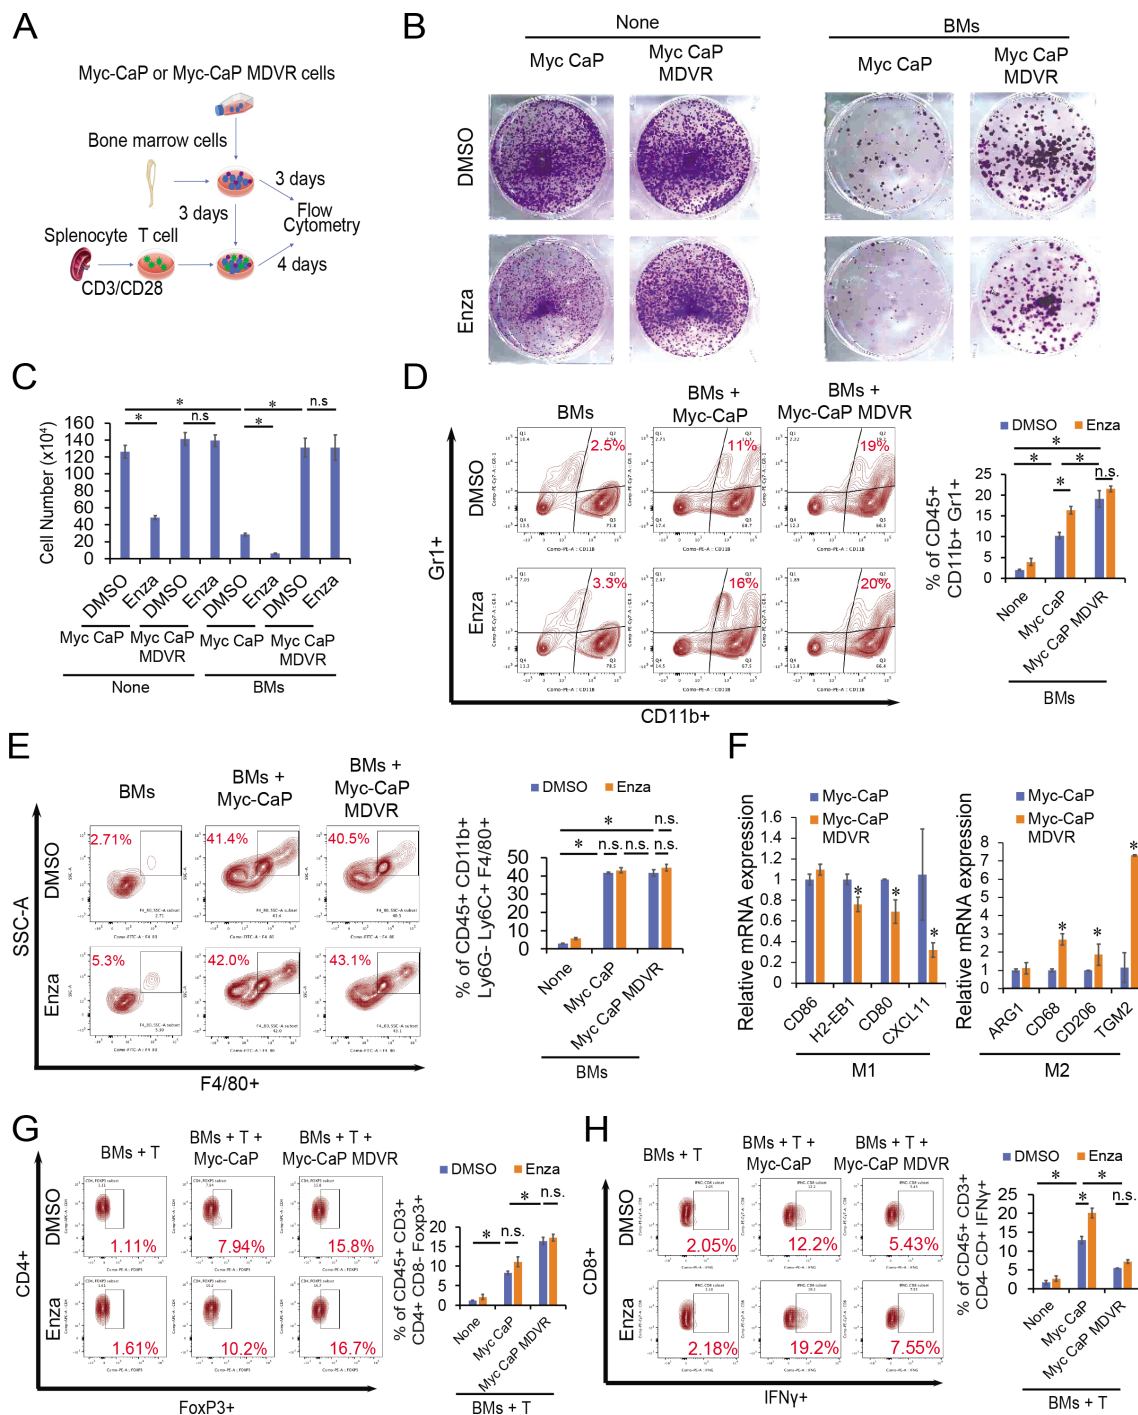 A
Myc-CaP or Myc-CaP MDVR cells
Bone marrow cells
3 days
3 days
Flow
Cytometry
Splenocyte
T cell
4 days
CD3/CD28
B
None
BMs
Myc CaP
Myc CaP
MDVR
Myc CaP
Myc CaP
MDVR
DMSO
Enza
C
Cell Number (x10⁴)
160
140
120
100
80
60
40
20
0
*
*
n.s
*
*
n.s
DMSO
Enza
DMSO
Enza
DMSO
Enza
DMSO
Enza
Myc CaP
Myc CaP
MDVR
Myc CaP
Myc CaP
MDVR
None
BMs
D
BMs
BMs +
Myc-CaP
BMs +
Myc-CaP MDVR
DMSO
Enza
Gr1+
CD11b+
2.5%
11%
19%
3.3%
16%
20%
DMSO
Enza
% of CD45+
CD11b+ Gr1+
25
20
15
10
5
0
*
*
*
*
n.s.
None
Myc CaP
Myc CaP MDVR
BMs
E
BMs
BMs +
Myc-CaP
BMs +
Myc-CaP
MDVR
DMSO
Enza
SSC-A
F4/80+
2.71%
41.4%
40.5%
5.3%
42.0%
43.1%
DMSO
Enza
% of CD45+ CD11b+
Ly6G- Ly6C+ F4/80+
50
40
30
20
10
0
*
*
n.s.
n.s.
n.s.
n.s.
None
Myc CaP
Myc CaP MDVR
BMs
F
Myc-CaP
Myc-CaP
MDVR
Relative mRNA expression
1.6
1.4
1.2
1
0.8
0.6
0.4
0.2
0
*
*
*
CD86
H2-EB1
CD80
CXCL11
M1
Myc-CaP
Myc-CaP
MDVR
Relative mRNA expression
8
7
6
5
4
3
2
1
0
*
*
*
ARG1
CD68
CD206
TGM2
M2
G
BMs + T
BMs + T +
Myc-CaP
BMs + T +
Myc-CaP MDVR
DMSO
Enza
CD4+
FoxP3+
1.11%
7.94%
15.8%
1.61%
10.2%
16.7%
DMSO
Enza
% of CD45+ CD3+
CD4+ CD8- Foxp3+
20
15
10
5
0
*
n.s.
*
n.s.
None
Myc CaP
Myc CaP MDVR
BMs + T
H
BMs + T
BMs + T +
Myc-CaP
BMs + T +
Myc-CaP MDVR
DMSO
Enza
CD8+
IFNγ+
2.05%
12.2%
5.43%
2.18%
19.2%
7.55%
DMSO
Enza
% of CD45+ CD3+
CD4- CD+ IFNγ+
25
20
15
10
5
0
*
*
*
n.s.
None
Myc CaP
Myc CaP MDVR
BMs + T